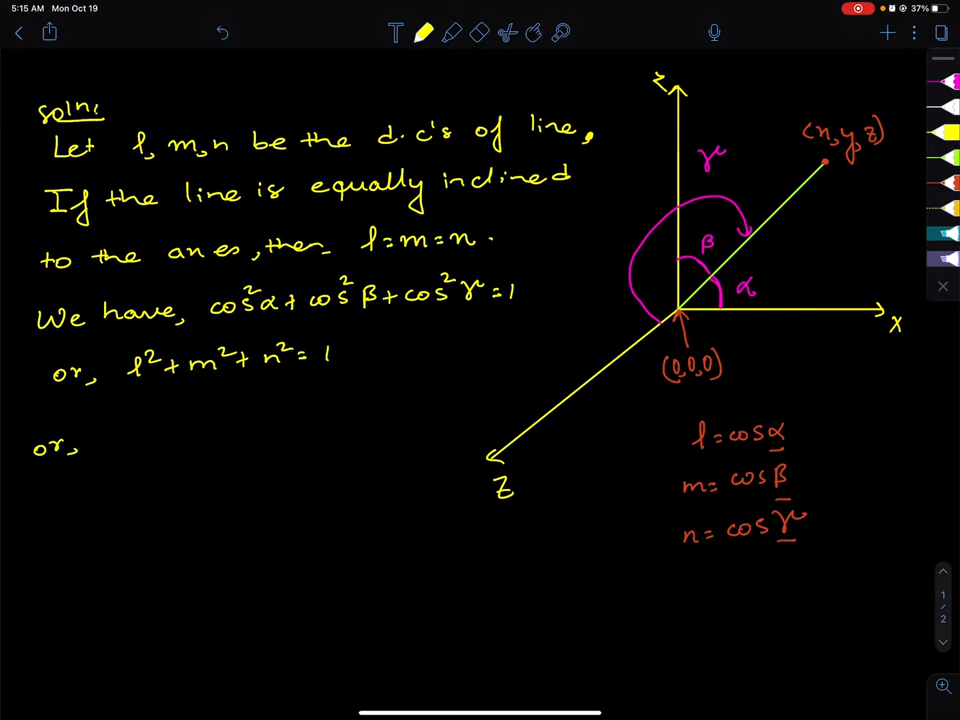 5:15 AM Mon Oct 19
37%
soln:
Let l, m, n be the d.c's of line,
If the line is equally inclined
to the axes, then l = m = n.
We have, cos²α + cos²β + cos²γ = 1
or, l² + m² + n² = 1
or,
z
(x, y, z)
γ
β
α
X
(0,0,0)
Z
l = cos α
m = cos β
n = cos γ
1
/
2